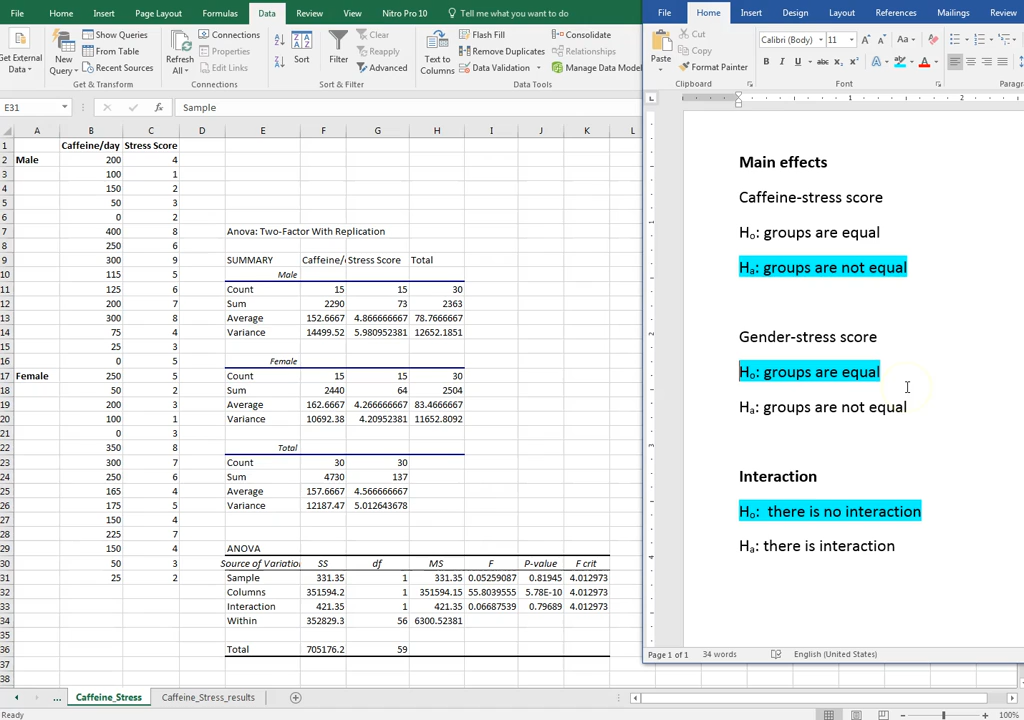 File Home Insert Page Layout Formulas Data Review View Nitro Pro 10 Tell me what you want to do
Get External Data
New Query
Show Queries
From Table
Recent Sources
Get & Transform
Refresh All
Connections
Properties
Edit Links
Connections
Sort
Filter
Clear
Reapply
Advanced
Sort & Filter
Text to Columns
Flash Fill
Remove Duplicates
Data Validation
Consolidate
Relationships
Manage Data Model
Data Tools
E31 fx Sample
A B C D E F G H I J K L
1 Caffeine/day Stress Score
2 Male 200 4
3 100 1
4 150 2
5 50 3
6 0 2
7 400 8 Anova: Two-Factor With Replication
8 250 6
9 300 9 SUMMARY Caffeine/ Stress Score Total
10 115 5 Male
11 125 6 Count 15 15 30
12 200 7 Sum 2290 73 2363
13 300 8 Average 152.6667 4.866666667 78.7666667
14 75 4 Variance 14499.52 5.980952381 12652.1851
15 25 3
16 0 5 Female
17 Female 250 5 Count 15 15 30
18 50 2 Sum 2440 64 2504
19 200 3 Average 162.6667 4.266666667 83.4666667
20 100 1 Variance 10692.38 4.20952381 11652.8092
21 0 3
22 350 8 Total
23 300 7 Count 30 30
24 250 6 Sum 4730 137
25 165 4 Average 157.6667 4.566666667
26 175 5 Variance 12187.47 5.012643678
27 150 4
28 225 7
29 150 4 ANOVA
30 50 3 Source of Variation SS df MS F P-value F crit
31 25 2 Sample 331.35 1 331.35 0.05259087 0.81945 4.012973
32 Columns 351594.2 1 351594.15 55.8039555 5.78E-10 4.012973
33 Interaction 421.35 1 421.35 0.06687539 0.79689 4.012973
34 Within 352829.3 56 6300.52381
35
36 Total 705176.2 59
37
38
... Caffeine_Stress Caffeine_Stress_results
Ready 100%
File Home Insert Design Layout References Mailings Review
Paste
Cut
Copy
Format Painter
Clipboard
Calibri (Body) 11
B I U abc x₂ x²
Font
Paragr
1 2
Main effects
Caffeine-stress score
Hₒ: groups are equal
Hₐ: groups are not equal
Gender-stress score
Hₒ: groups are equal
Hₐ: groups are not equal
Interaction
Hₒ: there is no interaction
Hₐ: there is interaction
Page 1 of 1 34 words English (United States)